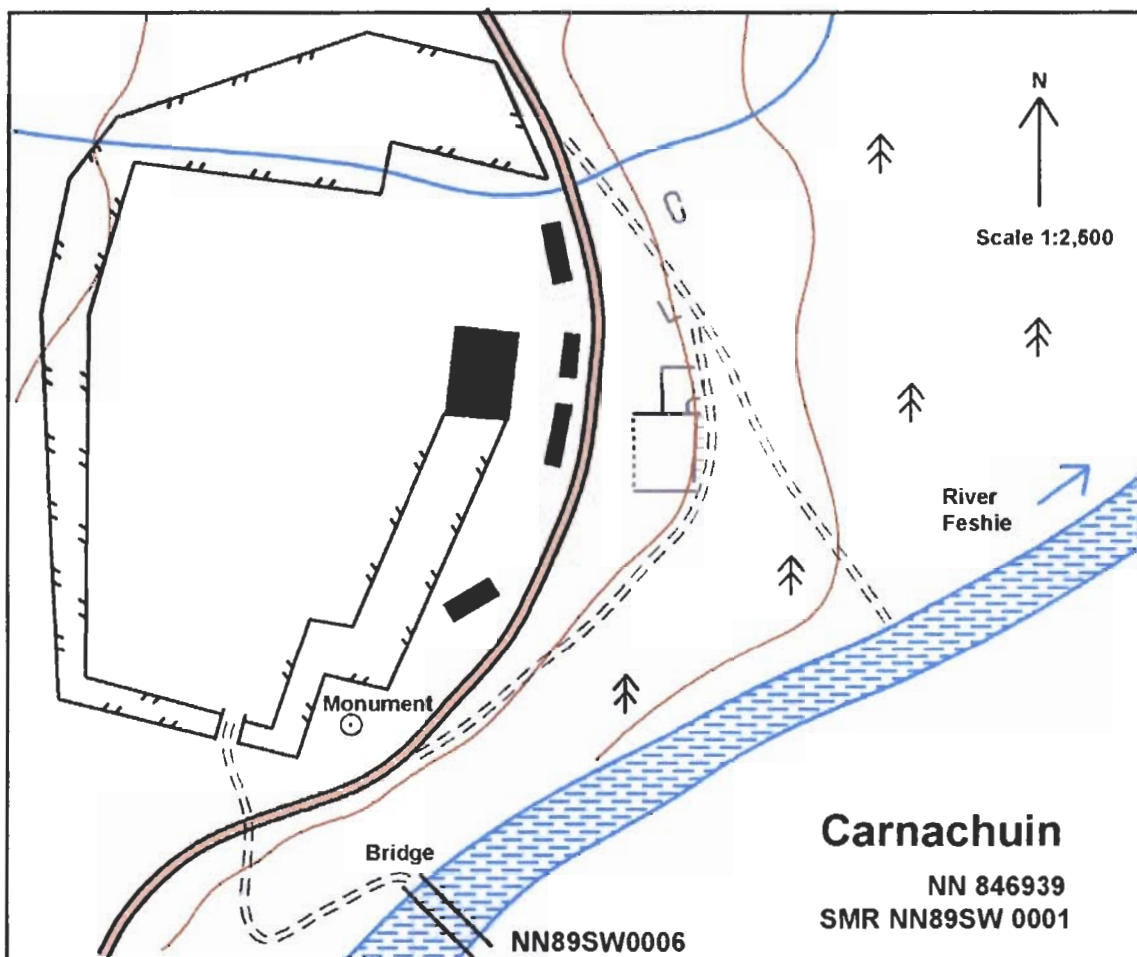 N
Scale 1:2,500
River
Feshie
Monument
Bridge
Carnachuin
NN 846939
SMR NN89SW 0001
NN89SW0006